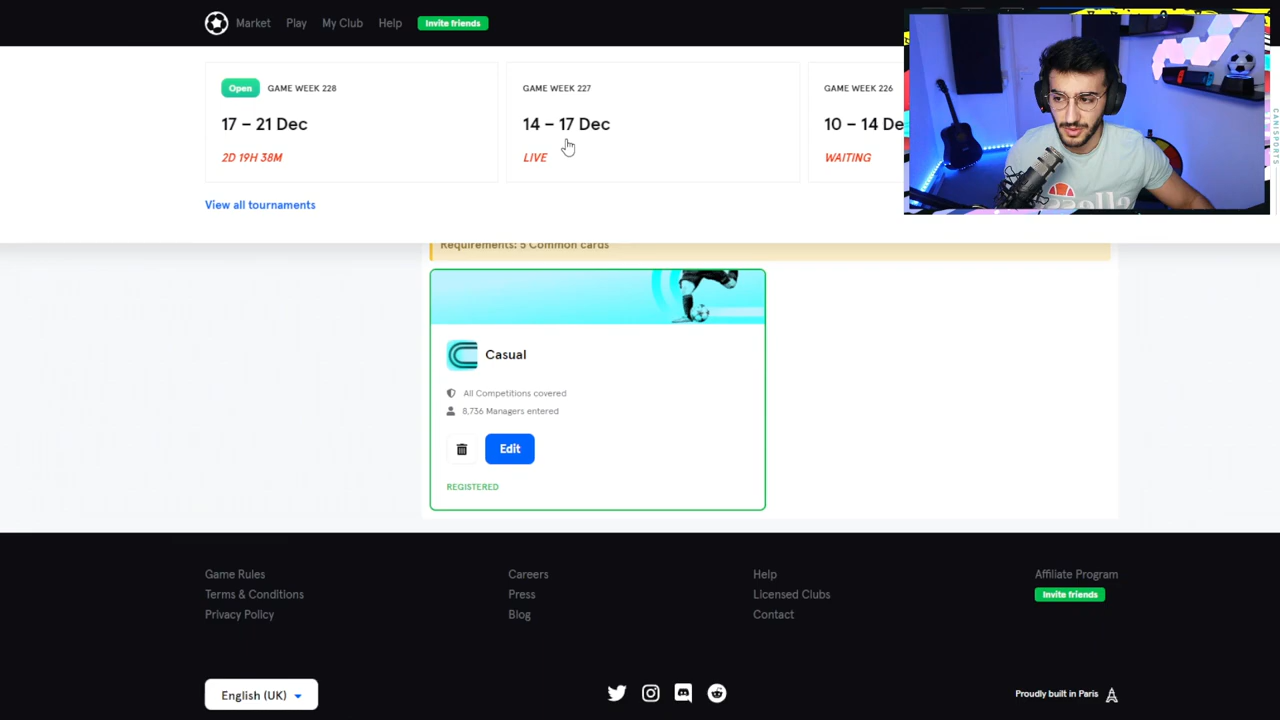 Market Play My Club Help Invite friends
Open GAME WEEK 228
17 – 21 Dec
2D 19H 38M
GAME WEEK 227
14 – 17 Dec
LIVE
GAME WEEK 226
10 – 14 De
WAITING
View all tournaments
CANISPORTS
Requirements: 5 Common cards
Casual
All Competitions covered
8,736 Managers entered
Edit
REGISTERED
Game Rules
Terms & Conditions
Privacy Policy
Careers
Press
Blog
Help
Licensed Clubs
Contact
Affiliate Program
Invite friends
English (UK)
Proudly built in Paris